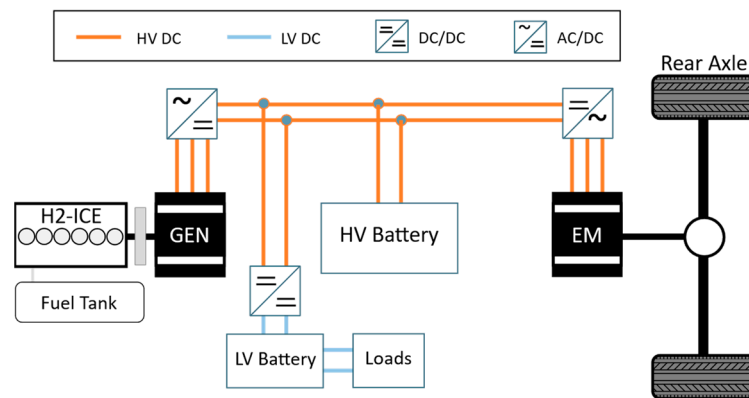 HV DC
LV DC
DC/DC
AC/DC
Rear Axle
H2-ICE
GEN
HV Battery
EM
Fuel Tank
LV Battery
Loads